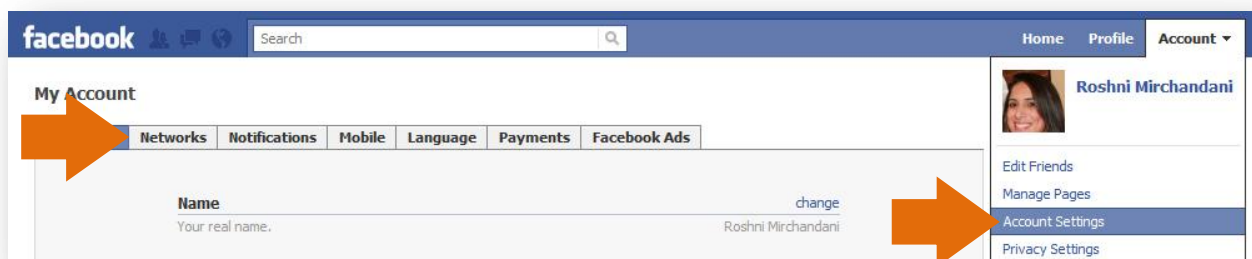 facebook
Search
Home Profile Account
Roshni Mirchandani
My Account
Networks Notifications Mobile Language Payments Facebook Ads
Name change
Your real name. Roshni Mirchandani
Edit Friends
Manage Pages
Account Settings
Privacy Settings